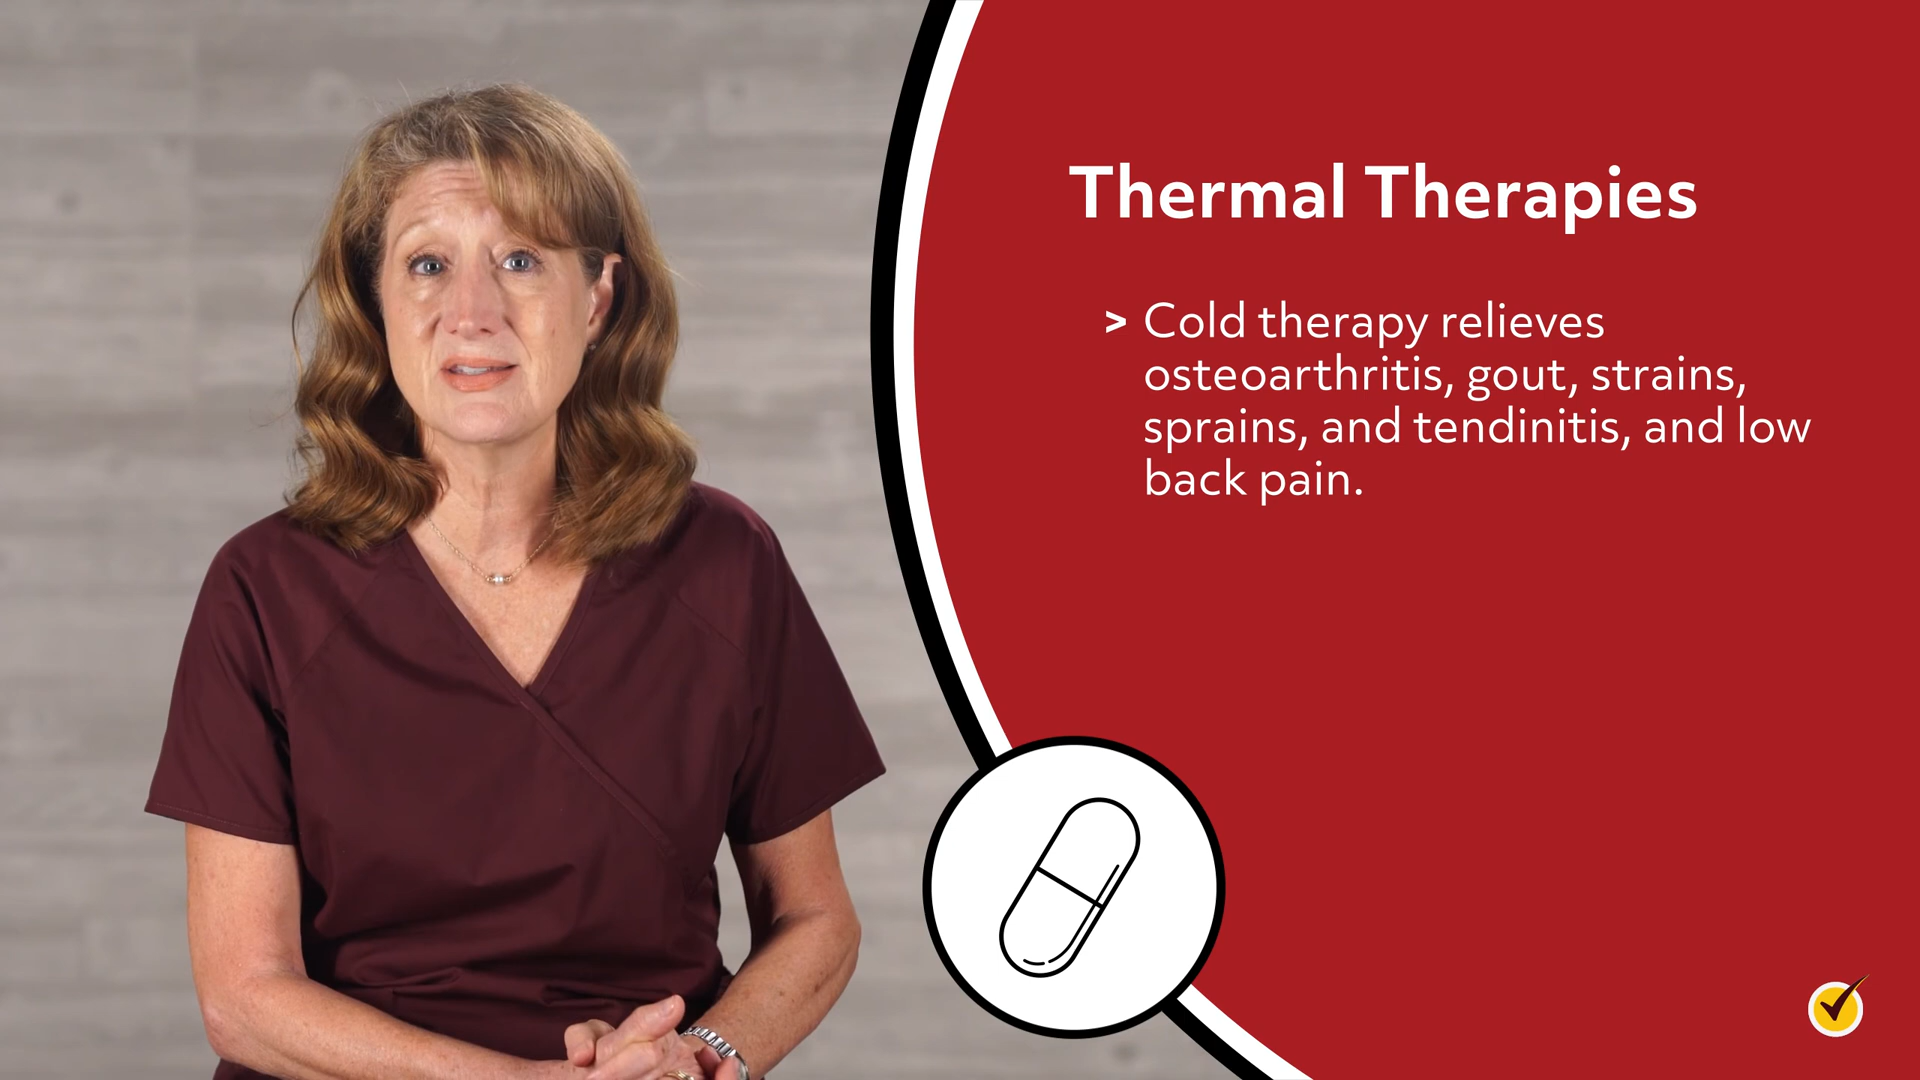 Thermal Therapies
> Cold therapy relieves
osteoarthritis, gout, strains,
sprains, and tendinitis, and low
back pain.